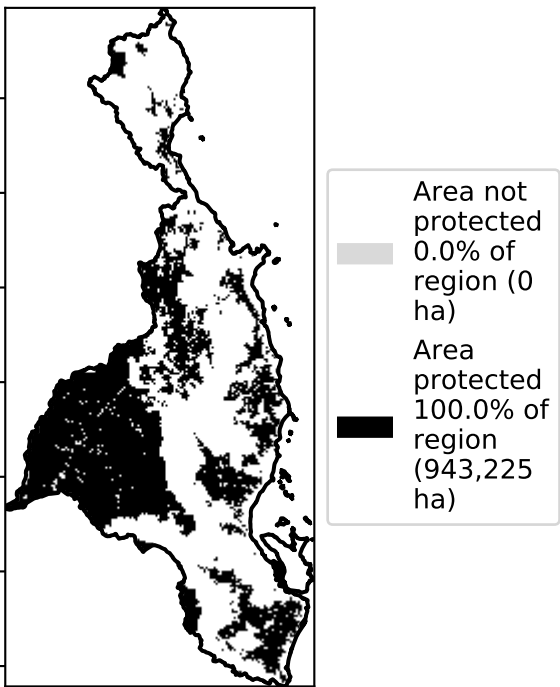 Area not
protected
0.0% of
region (0
ha)
Area
protected
100.0% of
region
(943,225
ha)